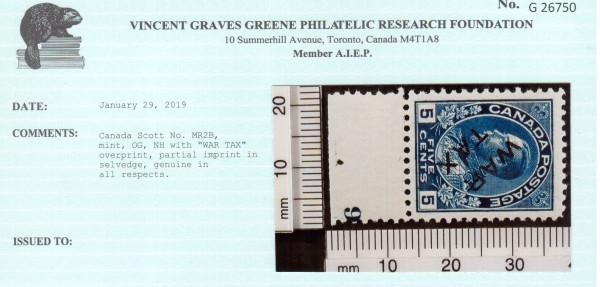 No. G 26750
VINCENT GRAVES GREENE PHILATELIC RESEARCH FOUNDATION
10 Summerhill Avenue, Toronto, Canada M4T1A8
Member A.I.E.P.
DATE: January 29, 2019
COMMENTS: Canada Scott No. MR2B,
mint, OG, NH with "WAR TAX"
overprint, partial imprint in
selvedge, genuine in
all respects.
ISSUED TO:
20
10
mm
CANADA POSTAGE
WAR
TAX
5 FIVE CENTS 5
mm 10 20 30